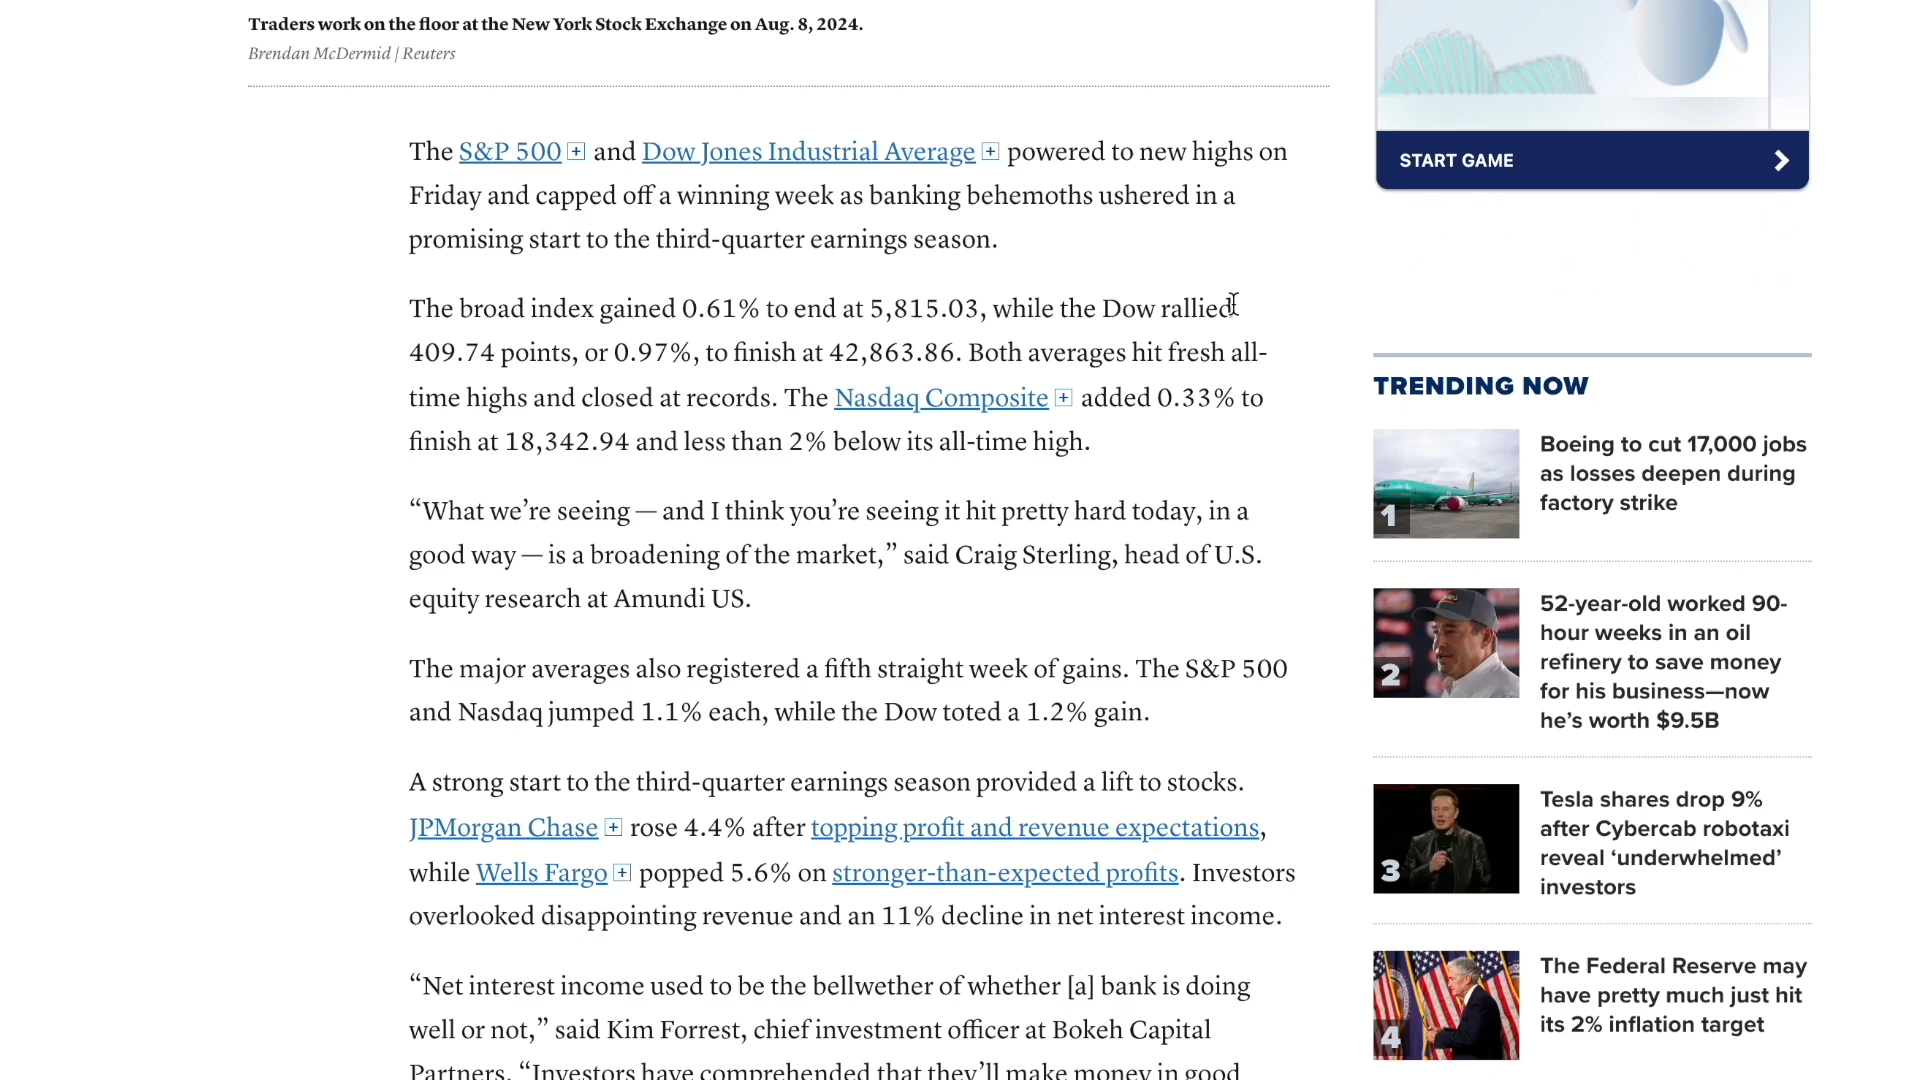 Traders work on the floor at the New York Stock Exchange on Aug. 8, 2024.
Brendan McDermid | Reuters
The S&P 500 and Dow Jones Industrial Average powered to new highs on
Friday and capped off a winning week as banking behemoths ushered in a
promising start to the third-quarter earnings season.
The broad index gained 0.61% to end at 5,815.03, while the Dow rallied
409.74 points, or 0.97%, to finish at 42,863.86. Both averages hit fresh all-
time highs and closed at records. The Nasdaq Composite added 0.33% to
finish at 18,342.94 and less than 2% below its all-time high.
“What we’re seeing — and I think you’re seeing it hit pretty hard today, in a
good way — is a broadening of the market,” said Craig Sterling, head of U.S.
equity research at Amundi US.
The major averages also registered a fifth straight week of gains. The S&P 500
and Nasdaq jumped 1.1% each, while the Dow toted a 1.2% gain.
A strong start to the third-quarter earnings season provided a lift to stocks.
JPMorgan Chase rose 4.4% after topping profit and revenue expectations,
while Wells Fargo popped 5.6% on stronger-than-expected profits. Investors
overlooked disappointing revenue and an 11% decline in net interest income.
“Net interest income used to be the bellwether of whether [a] bank is doing
well or not,” said Kim Forrest, chief investment officer at Bokeh Capital
Partners. “Investors have comprehended that they’ll make money in good
START GAME
TRENDING NOW
1
Boeing to cut 17,000 jobs
as losses deepen during
factory strike
2
52-year-old worked 90-
hour weeks in an oil
refinery to save money
for his business—now
he’s worth $9.5B
3
Tesla shares drop 9%
after Cybercab robotaxi
reveal ‘underwhelmed’
investors
4
The Federal Reserve may
have pretty much just hit
its 2% inflation target